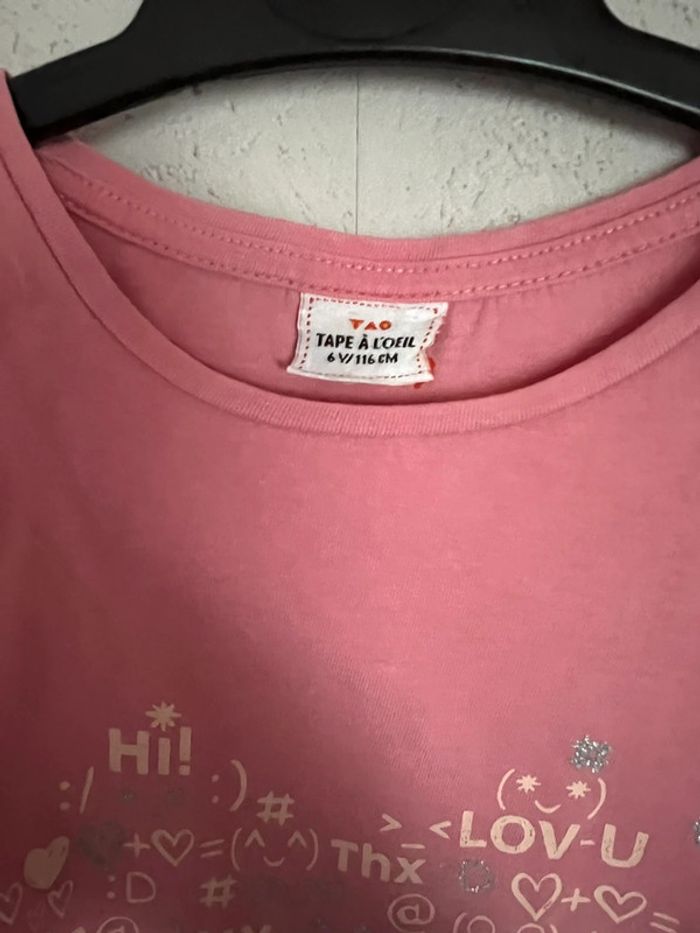 TAO
TAPE À L'OEIL
6 Y/116 CM
Hi!
:/ :) #
(*‿*)
>_< LOV-U
♥♥+♡=(^‿^) Thx
:D #
@ ♡+♡=